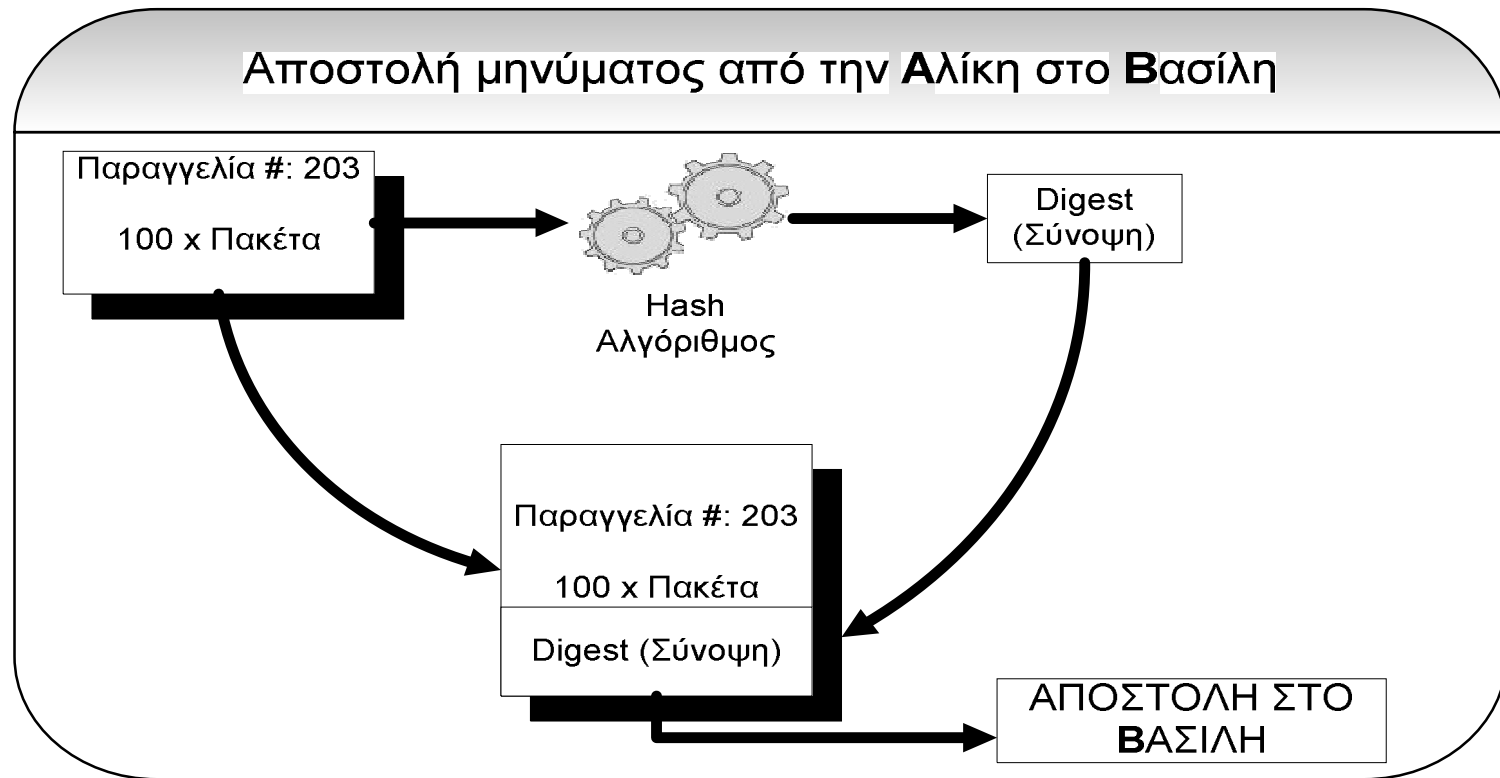 Αποστολή μηνύματος από την Αλίκη στο Βασίλη
Παραγγελία #: 203
100 x Πακέτα
Hash
Αλγόριθμος
Digest
(Σύνοψη)
Παραγγελία #: 203
100 x Πακέτα
Digest (Σύνοψη)
ΑΠΟΣΤΟΛΗ ΣΤΟ
ΒΑΣΙΛΗ